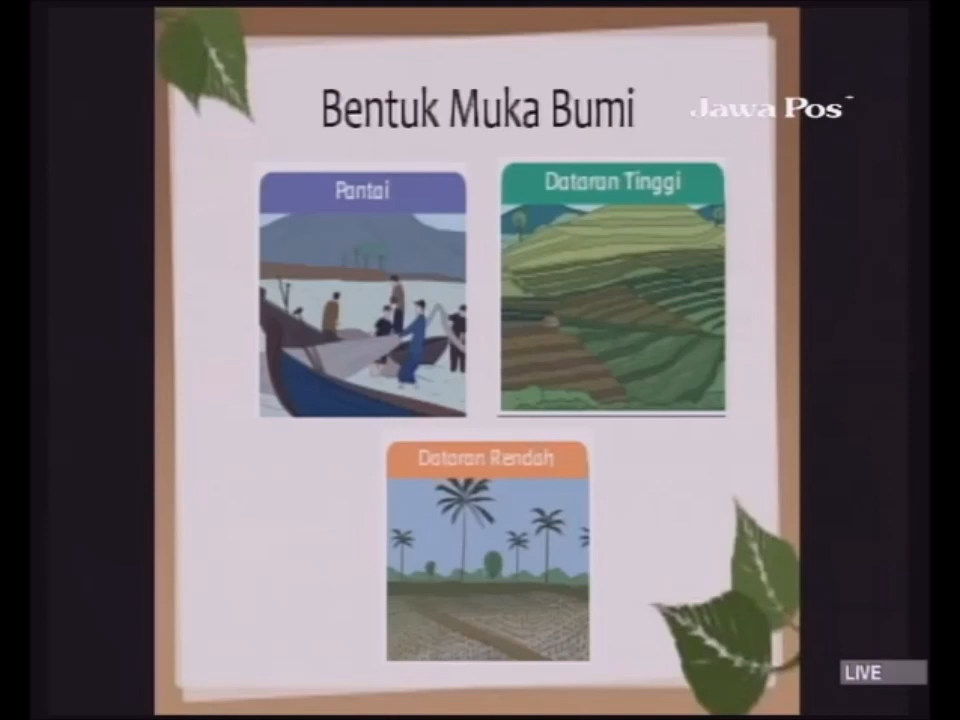 Bentuk Muka Bumi
Jawa Pos
Pantai
Dataran Tinggi
Dataran Rendah
LIVE